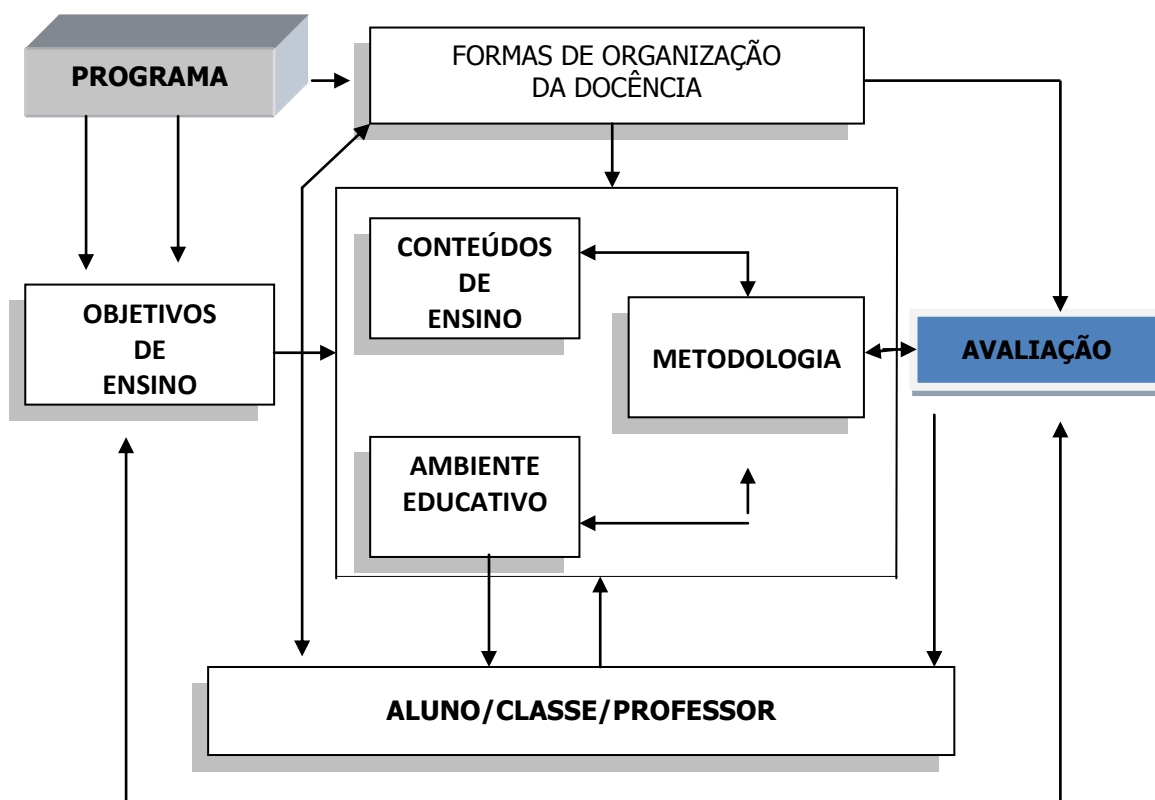 PROGRAMA
FORMAS DE ORGANIZAÇÃO
DA DOCÊNCIA
CONTEÚDOS
DE
ENSINO
OBJETIVOS
DE
ENSINO
METODOLOGIA
AVALIAÇÃO
AMBIENTE
EDUCATIVO
ALUNO/CLASSE/PROFESSOR